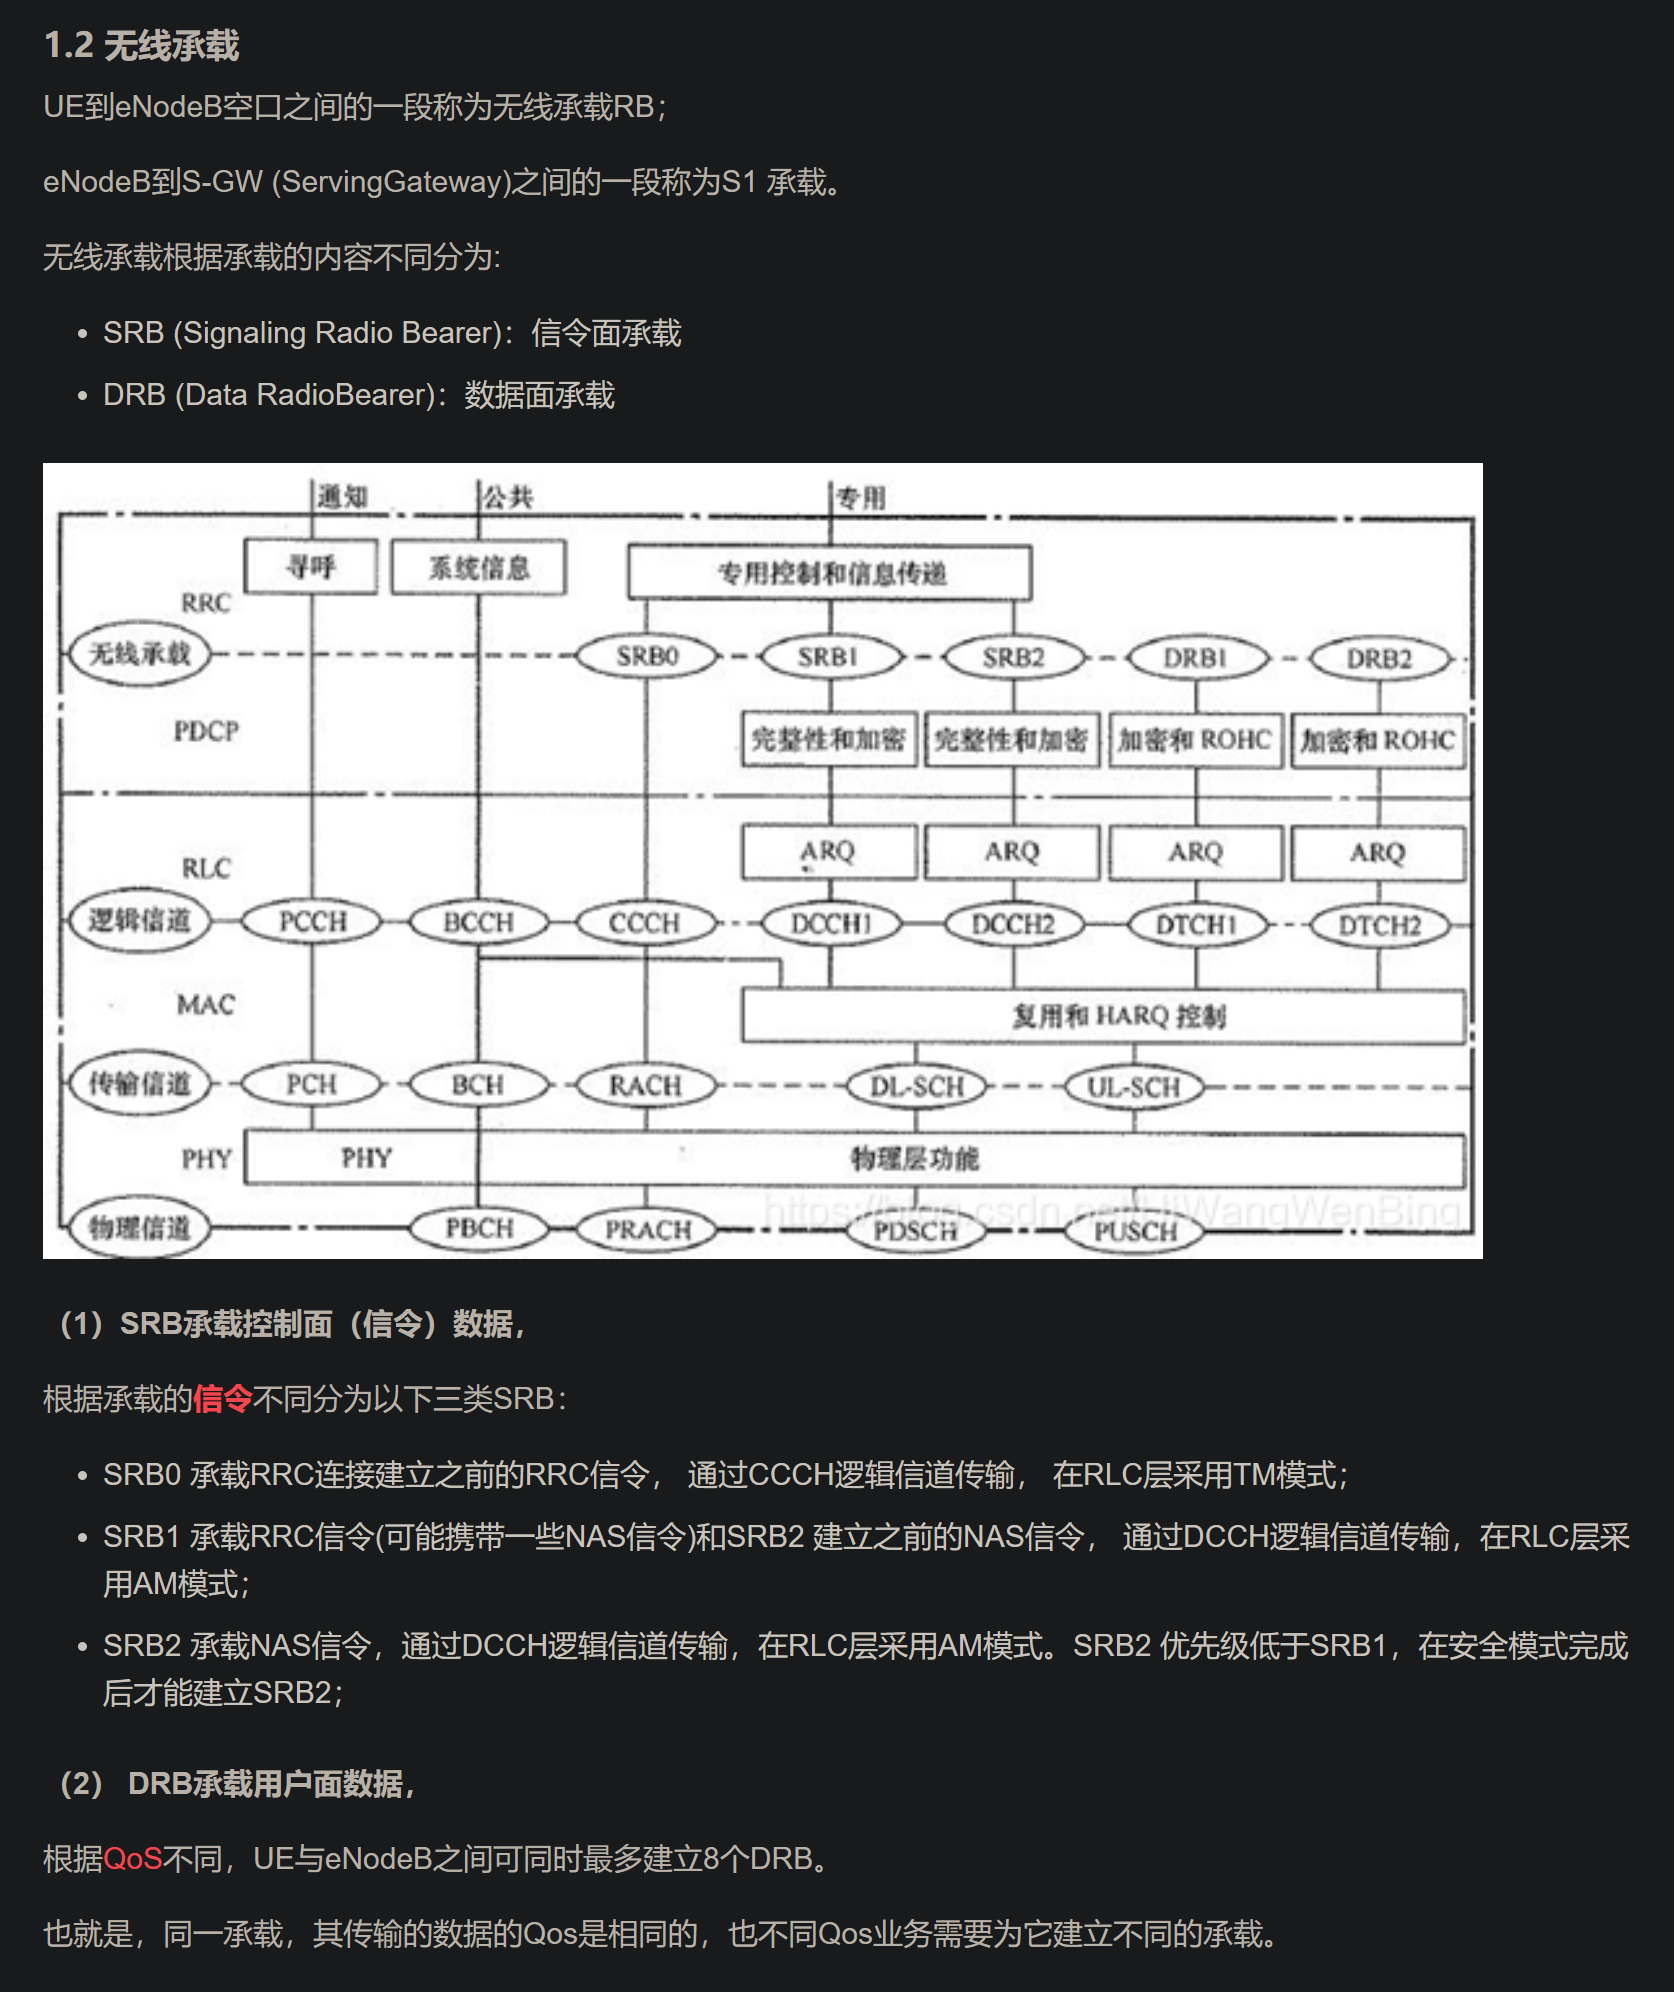 1.2 无线承载
UE到eNodeB空口之间的一段称为无线承载RB；
eNodeB到S-GW (ServingGateway)之间的一段称为S1 承载。
无线承载根据承载的内容不同分为:
• SRB (Signaling Radio Bearer)：信令面承载
• DRB (Data RadioBearer)：数据面承载
通知 公共 专用
寻呼 系统信息 专用控制和信息传递
RRC
无线承载 SRB0 SRB1 SRB2 DRB1 DRB2
PDCP 完整性和加密 完整性和加密 加密和 ROHC 加密和 ROHC
RLC ARQ ARQ ARQ ARQ
逻辑信道 PCCH BCCH CCCH DCCH1 DCCH2 DTCH1 DTCH2
MAC 复用和 HARQ 控制
传输信道 PCH BCH RACH DL-SCH UL-SCH
PHY PHY 物理层功能
物理信道 PBCH PRACH PDSCH PUSCH
（1）SRB承载控制面（信令）数据，
根据承载的信令不同分为以下三类SRB：
• SRB0 承载RRC连接建立之前的RRC信令， 通过CCCH逻辑信道传输， 在RLC层采用TM模式；
• SRB1 承载RRC信令(可能携带一些NAS信令)和SRB2 建立之前的NAS信令， 通过DCCH逻辑信道传输，在RLC层采
用AM模式；
• SRB2 承载NAS信令，通过DCCH逻辑信道传输，在RLC层采用AM模式。SRB2 优先级低于SRB1，在安全模式完成
后才能建立SRB2；
（2） DRB承载用户面数据，
根据QoS不同，UE与eNodeB之间可同时最多建立8个DRB。
也就是，同一承载，其传输的数据的Qos是相同的，也不同Qos业务需要为它建立不同的承载。